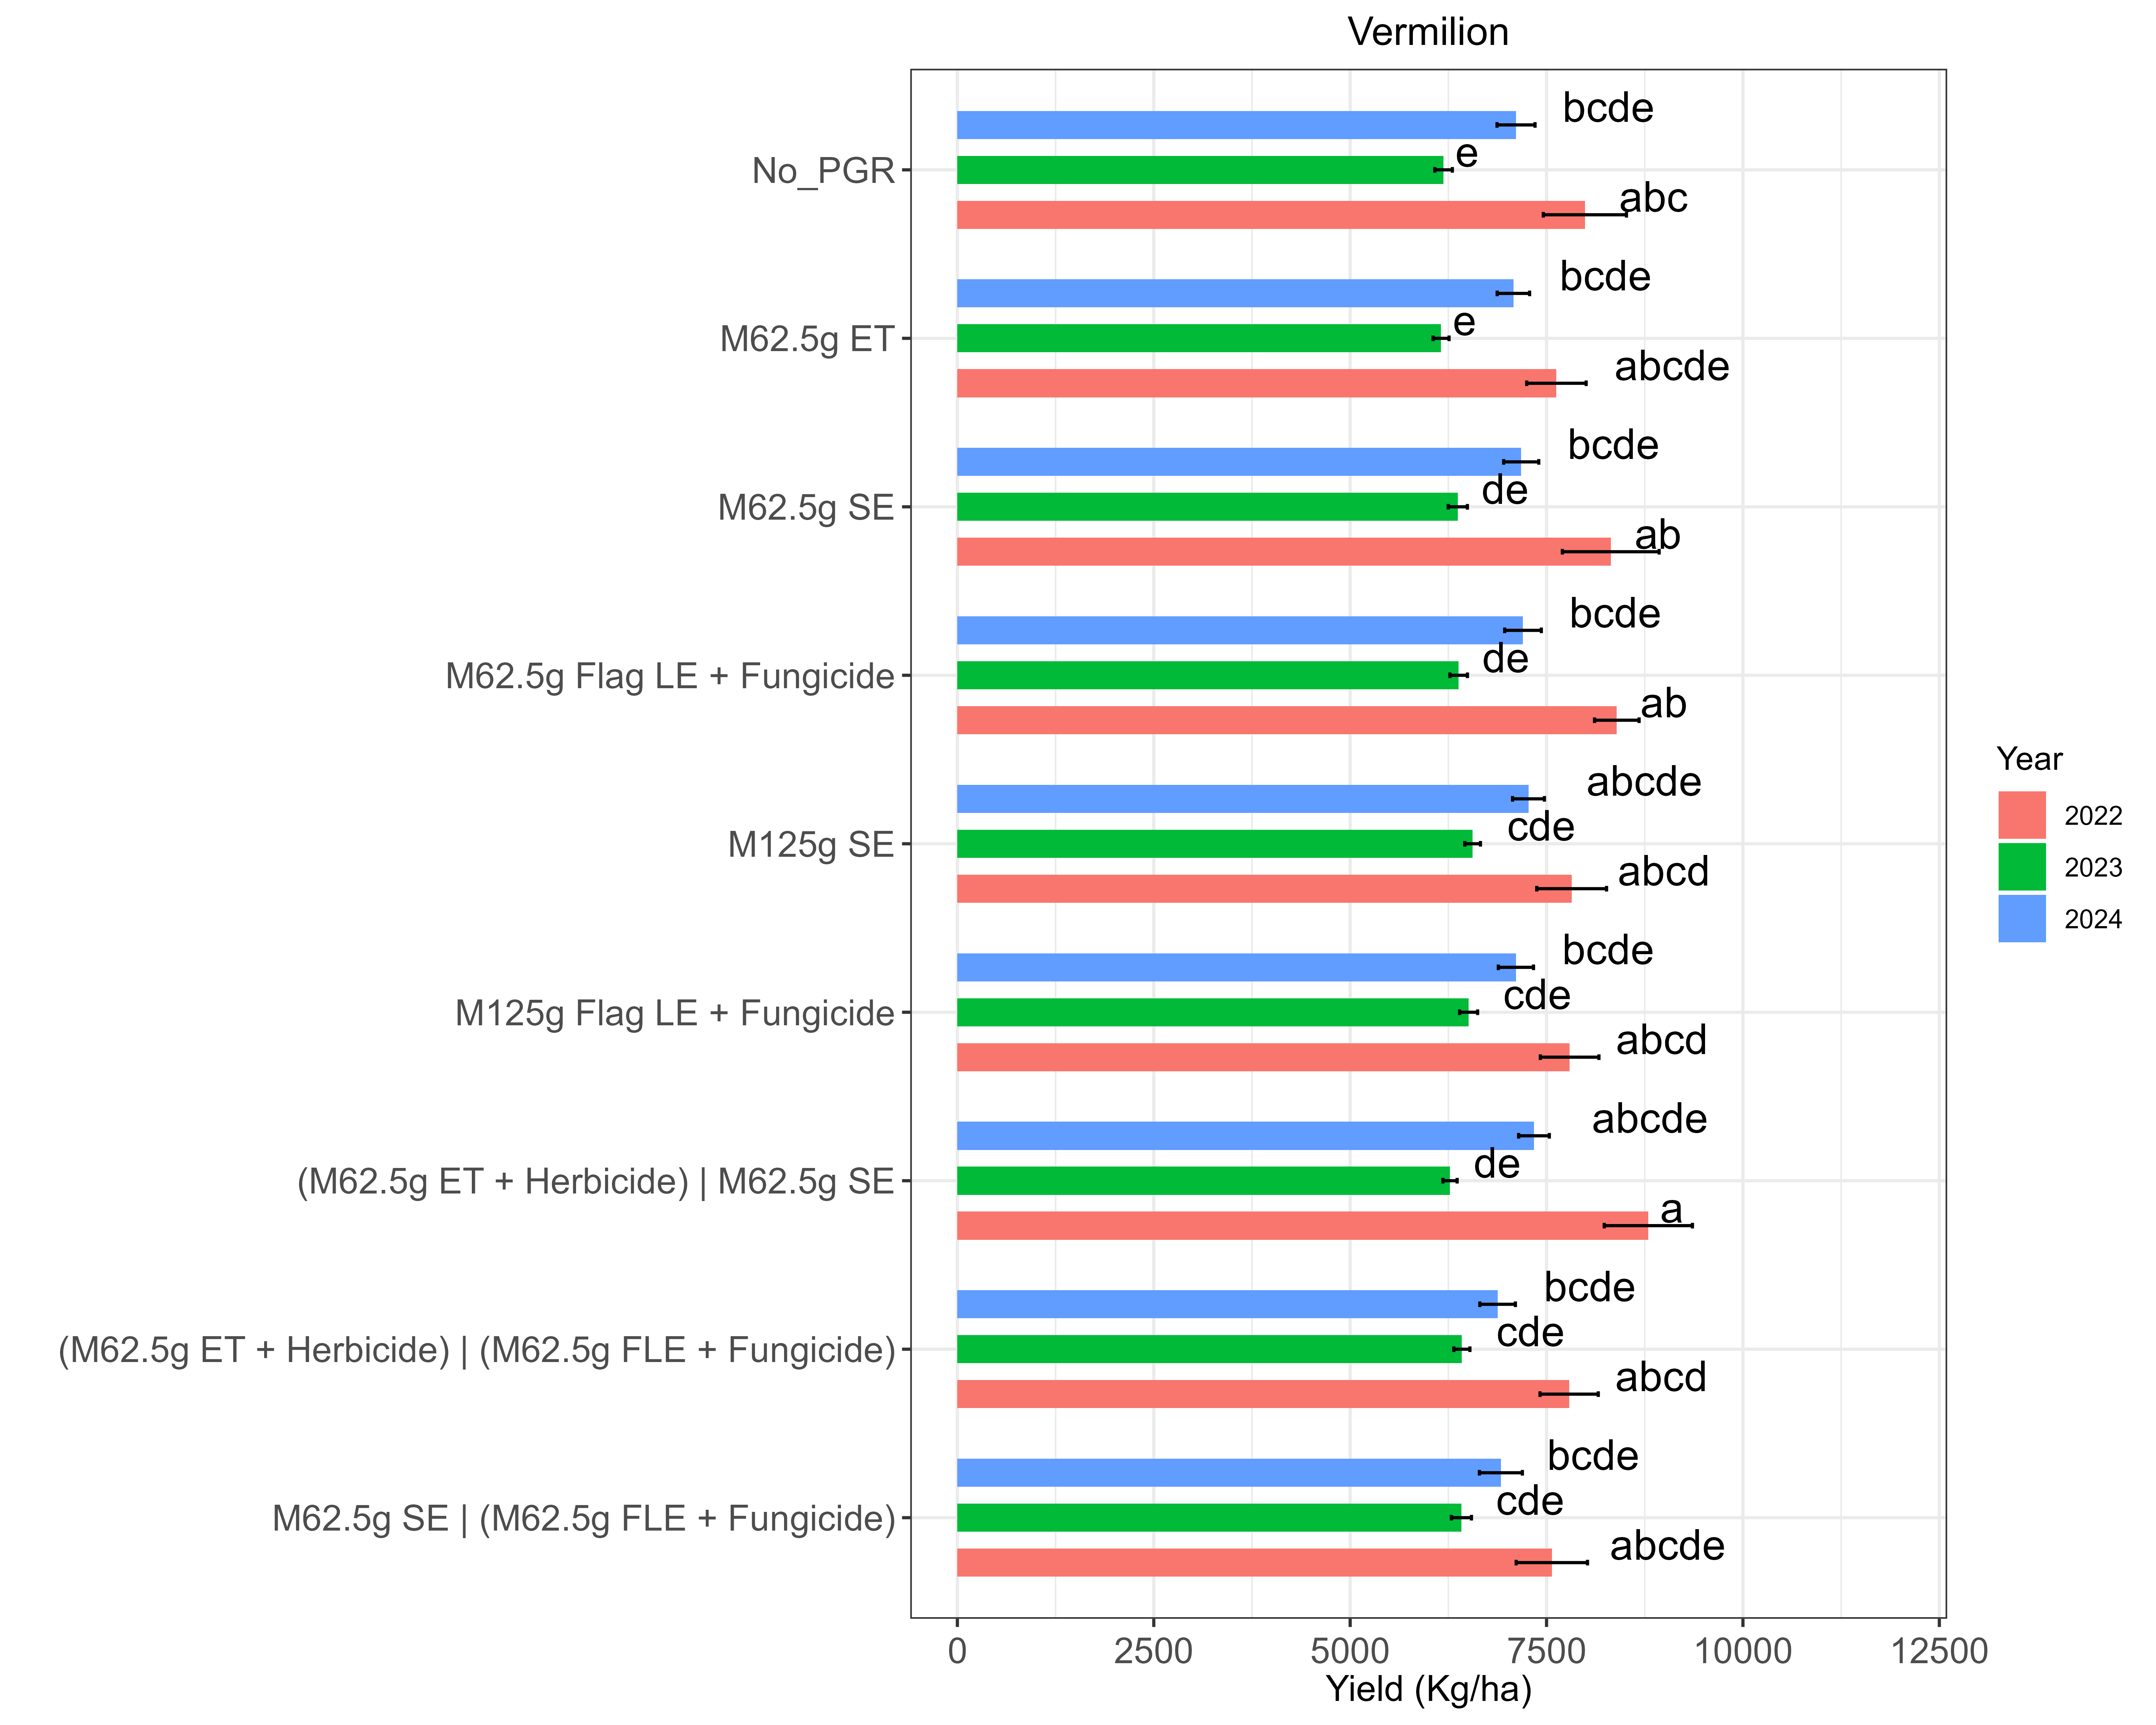 Vermilion
bcde
No_PGR
e
abc
bcde
M62.5g ET
e
abcde
bcde
M62.5g SE
de
ab
bcde
M62.5g Flag LE + Fungicide
de
ab
abcde
M125g SE
cde
abcd
bcde
M125g Flag LE + Fungicide
cde
abcd
abcde
(M62.5g ET + Herbicide) | M62.5g SE
de
a
bcde
(M62.5g ET + Herbicide) | (M62.5g FLE + Fungicide)
cde
abcd
bcde
M62.5g SE | (M62.5g FLE + Fungicide)
cde
abcde
0 2500 5000 7500 10000 12500
Yield (Kg/ha)
Year
2022
2023
2024